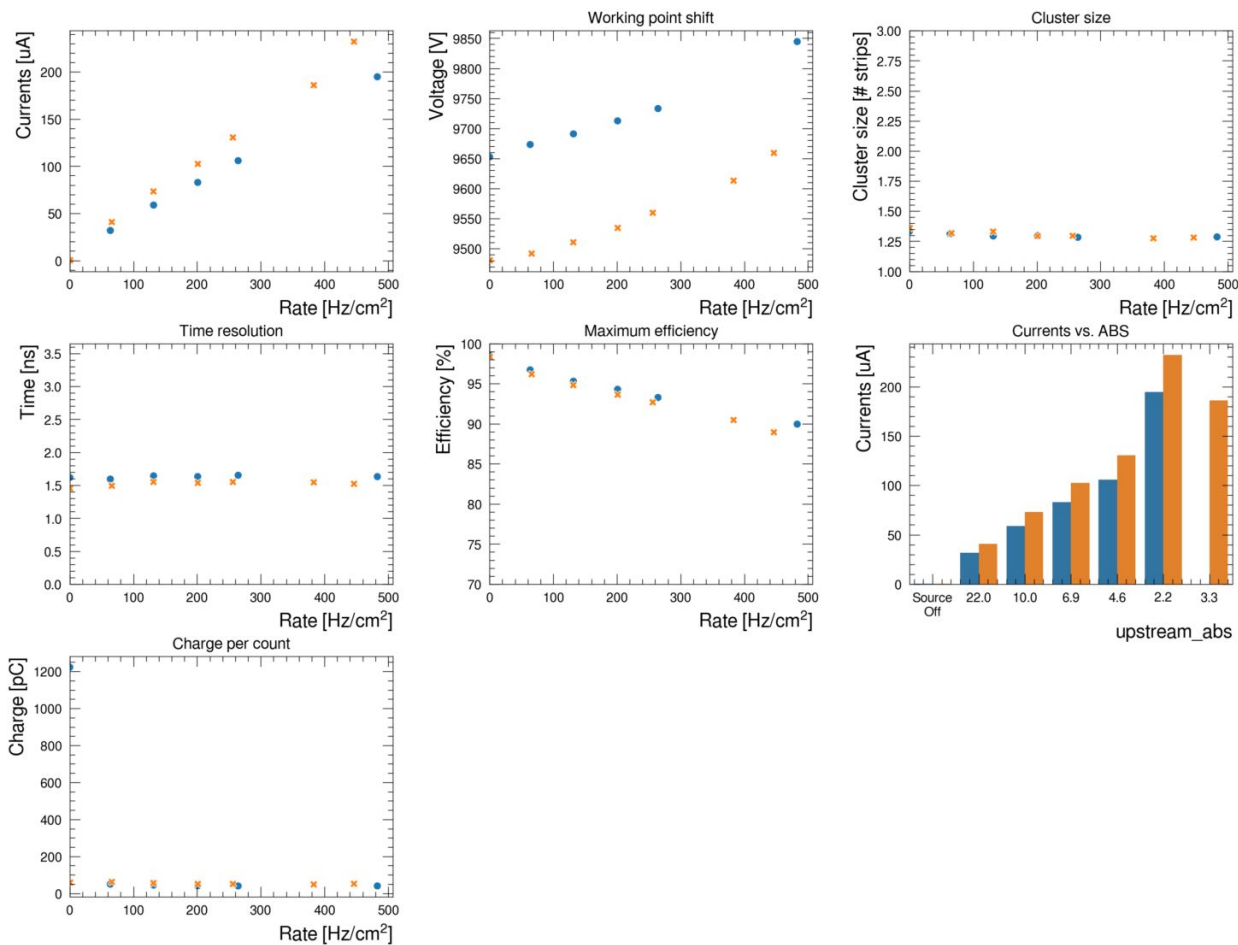 Currents [uA]
200
150
100
50
0
0 100 200 300 400 500
Rate [Hz/cm²]
Working point shift
Voltage [V]
9850
9800
9750
9700
9650
9600
9550
9500
0 100 200 300 400 500
Rate [Hz/cm²]
Cluster size
Cluster size [# strips]
3.00
2.75
2.50
2.25
2.00
1.75
1.50
1.25
1.00
0 100 200 300 400 500
Rate [Hz/cm²]
Time resolution
Time [ns]
3.5
3.0
2.5
2.0
1.5
1.0
0.5
0.0
0 100 200 300 400 500
Rate [Hz/cm²]
Maximum efficiency
Efficiency [%]
100
95
90
85
80
75
70
0 100 200 300 400 500
Rate [Hz/cm²]
Currents vs. ABS
Currents [uA]
200
150
100
50
0
Source Off 22.0 10.0 6.9 4.6 2.2 3.3
upstream_abs
Charge per count
Charge [pC]
1200
1000
800
600
400
200
0
0 100 200 300 400 500
Rate [Hz/cm²]